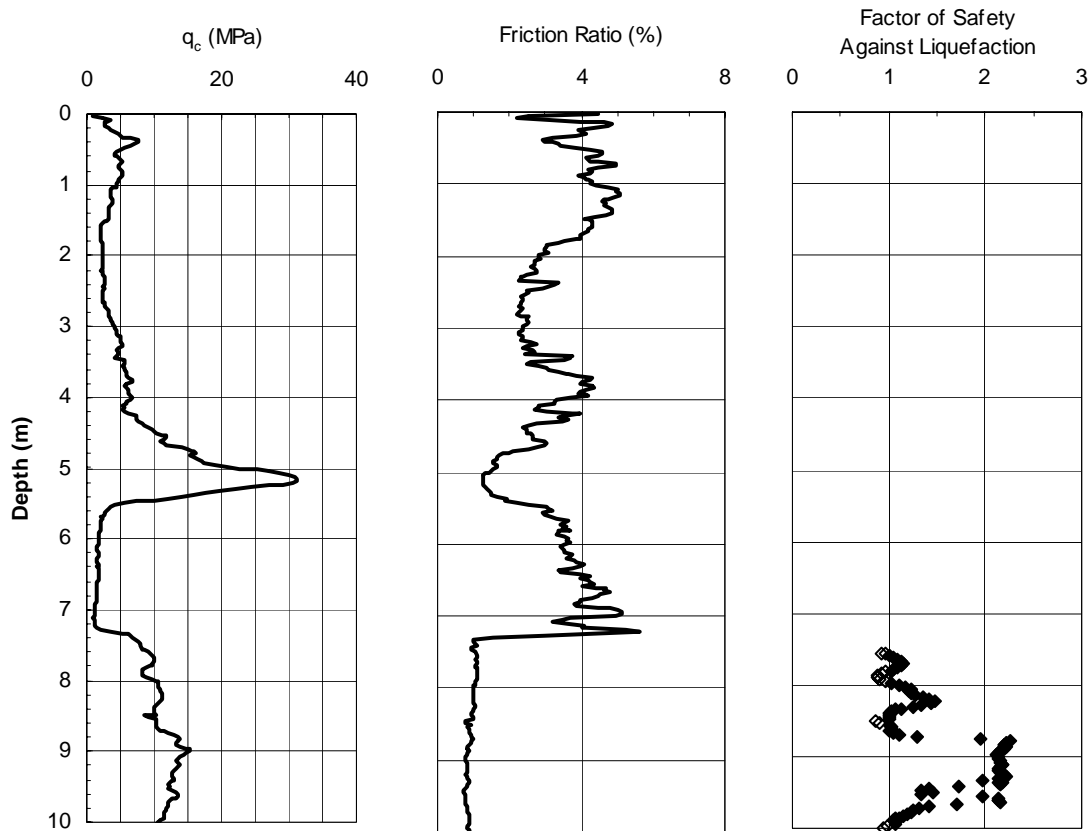 q_c (MPa)
0 20 40
Friction Ratio (%)
0 4 8
Factor of Safety
Against Liquefaction
0 1 2 3
Depth (m)
0
1
2
3
4
5
6
7
8
9
10